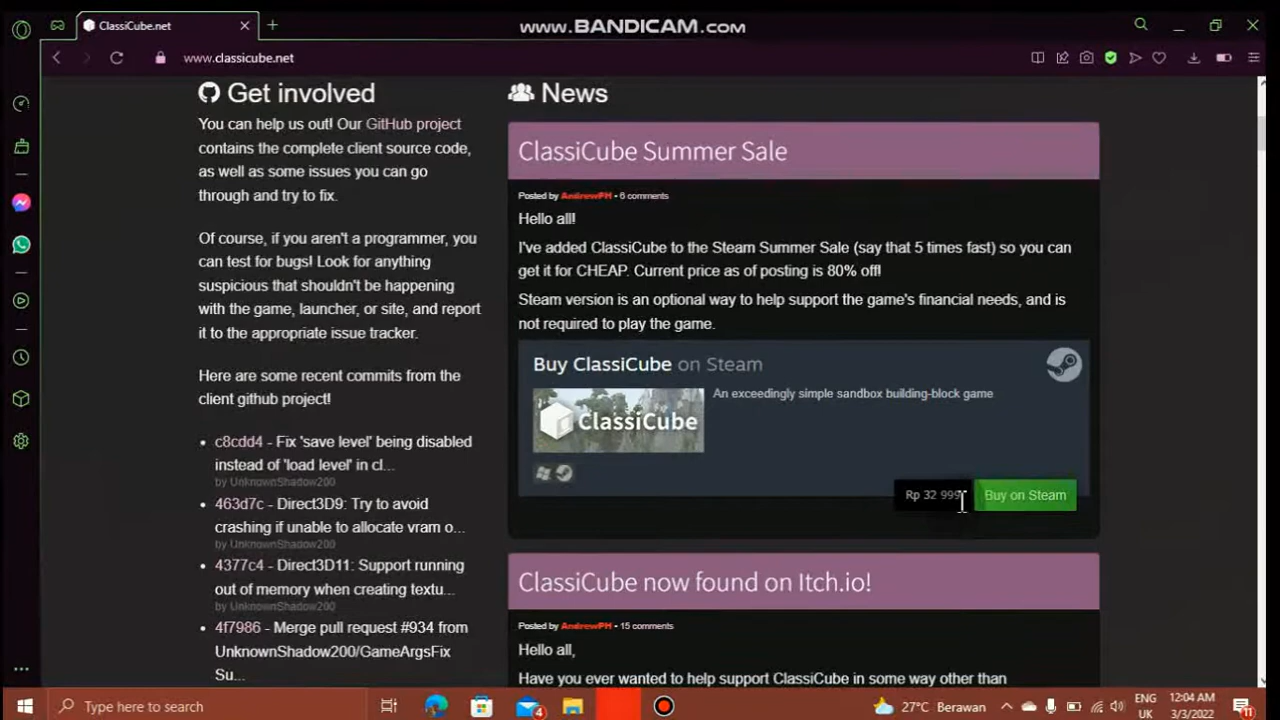 ClassiCube.net
www.BANDICAM.com
www.classicube.net
Get involved
You can help us out! Our GitHub project
contains the complete client source code,
as well as some issues you can go
through and try to fix.
Of course, if you aren't a programmer, you
can test for bugs! Look for anything
suspicious that shouldn't be happening
with the game, launcher, or site, and report
it to the appropriate issue tracker.
Here are some recent commits from the
client github project!
• c8cdd4 - Fix 'save level' being disabled
instead of 'load level' in cl...
by UnknownShadow200
• 463d7c - Direct3D9: Try to avoid
crashing if unable to allocate vram o...
by UnknownShadow200
• 4377c4 - Direct3D11: Support running
out of memory when creating textu...
by UnknownShadow200
• 4f7986 - Merge pull request #934 from
UnknownShadow200/GameArgsFix
Su...
News
ClassiCube Summer Sale
Posted by AndrewPH • 6 comments
Hello all!
I've added ClassiCube to the Steam Summer Sale (say that 5 times fast) so you can
get it for CHEAP. Current price as of posting is 80% off!
Steam version is an optional way to help support the game's financial needs, and is
not required to play the game.
Buy ClassiCube on Steam
An exceedingly simple sandbox building-block game
ClassiCube
Rp 32 999
Buy on Steam
ClassiCube now found on Itch.io!
Posted by AndrewPH • 15 comments
Hello all,
Have you ever wanted to help support ClassiCube in some way other than
Type here to search
4
27°C Berawan
ENG
UK
12:04 AM
3/3/2022
11